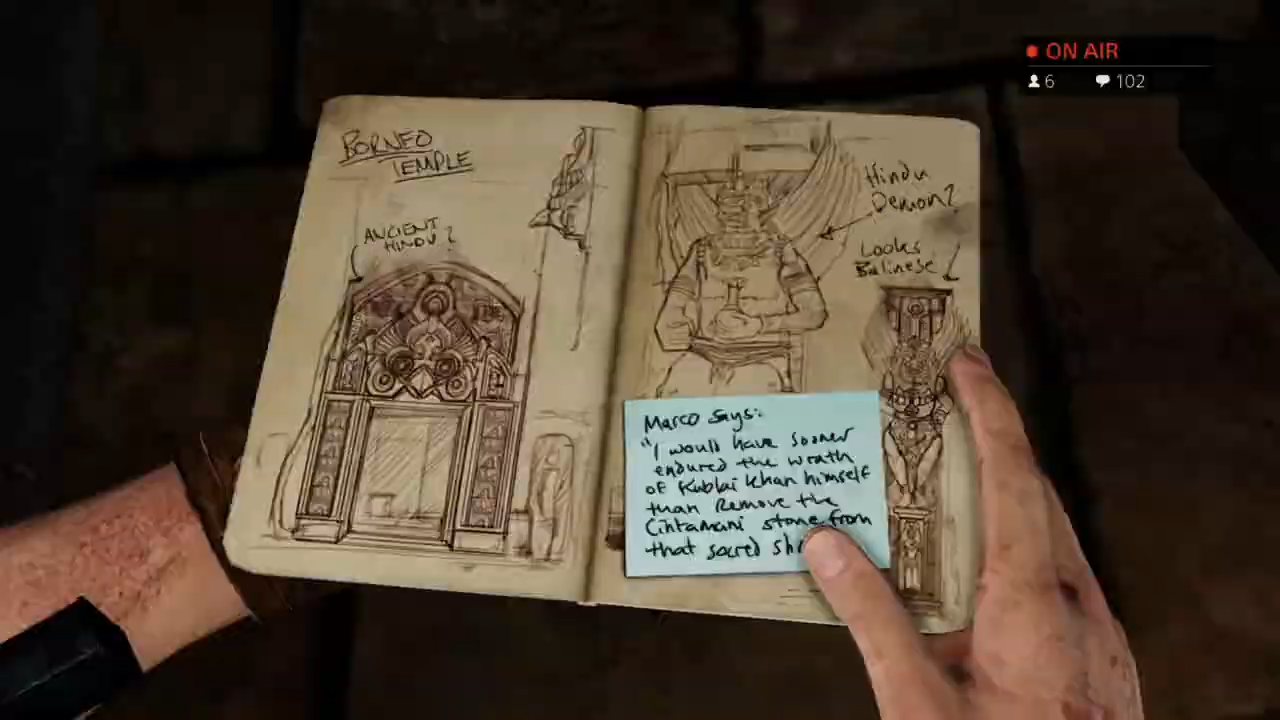 ON AIR
6 102
BORNEO
TEMPLE
ANCIENT
HINDU?
Hindu
Demon?
Looks
Balinese
Marco says:
"I would have sooner
endured the wrath
of Kublai Khan himself
than Remove the
Cintamani stone from
that sacred